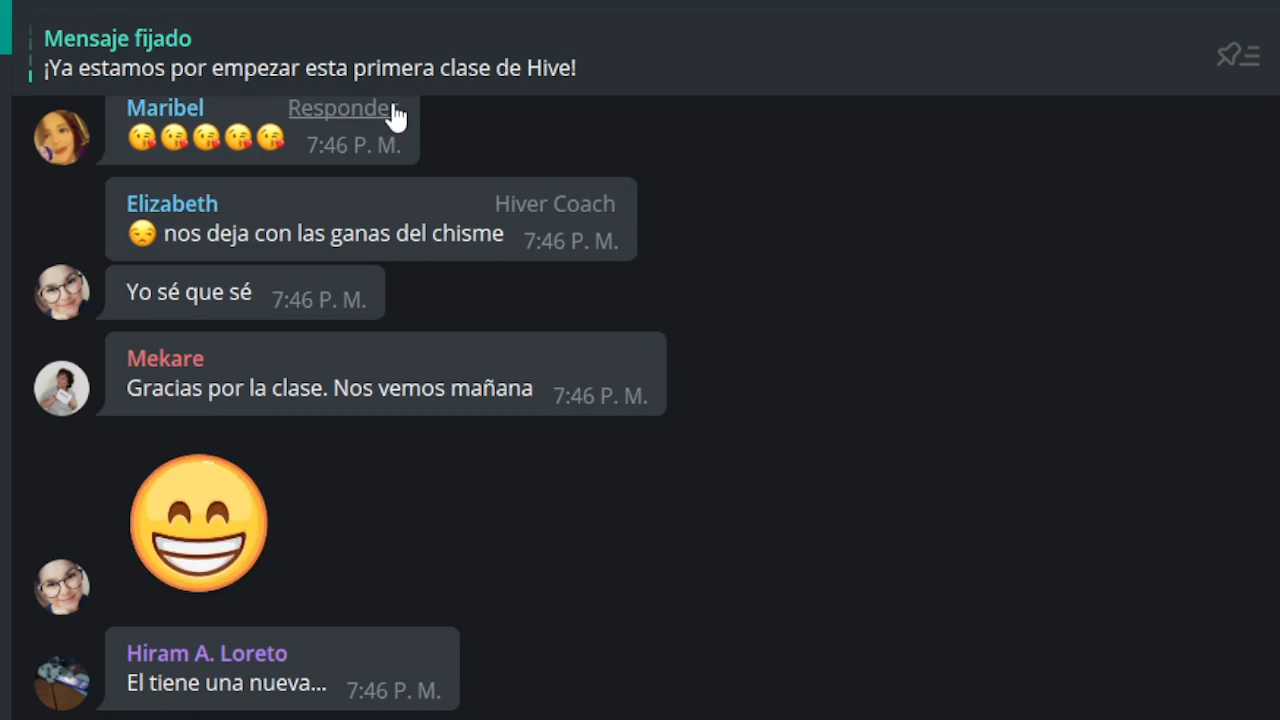 Mensaje fijado
¡Ya estamos por empezar esta primera clase de Hive!
Maribel Responder
😘😘😘😘😘 7:46 P. M.
Elizabeth Hiver Coach
😒 nos deja con las ganas del chisme 7:46 P. M.
Yo sé que sé 7:46 P. M.
Mekare
Gracias por la clase. Nos vemos mañana 7:46 P. M.
Hiram A. Loreto
El tiene una nueva... 7:46 P. M.